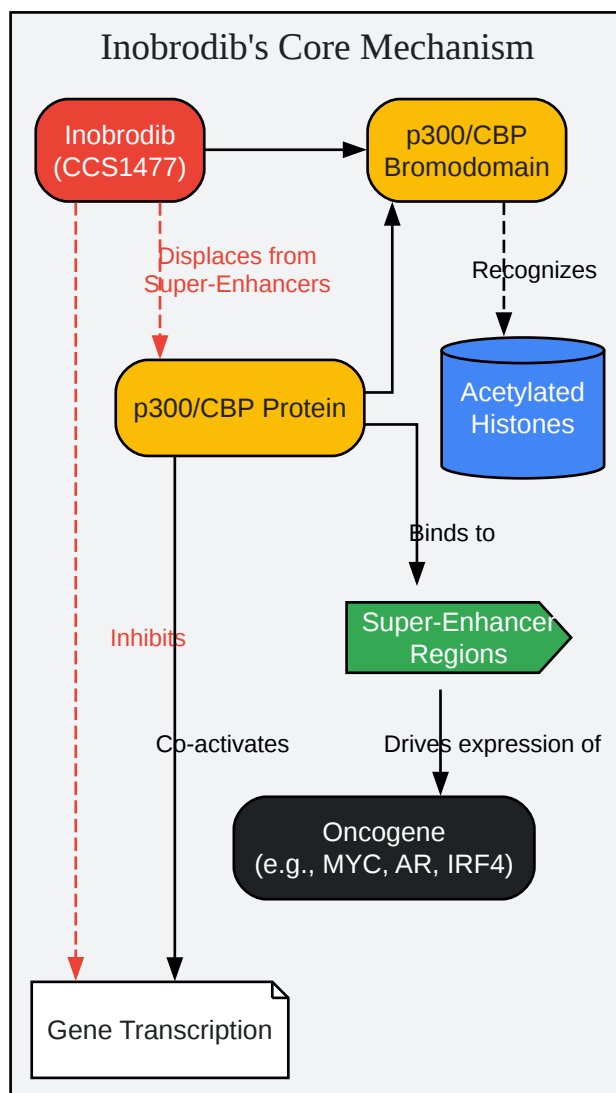 Inobrodib's Core Mechanism
Inobrodib
(CCS1477)
p300/CBP
Bromodomain
Displaces from
Super-Enhancers
Recognizes
p300/CBP Protein
Acetylated
Histones
Binds to
Super-Enhancer
Regions
Inhibits
Co-activates
Drives expression of
Oncogene
(e.g., MYC, AR, IRF4)
Gene Transcription